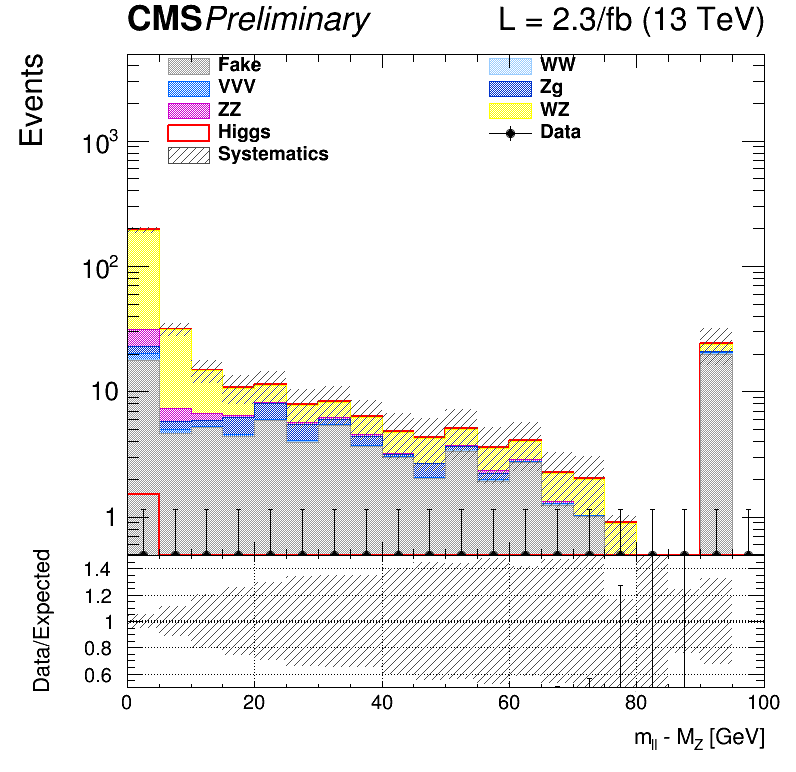 CMS Preliminary L = 2.3/fb (13 TeV)
Events
Fake WW
VVV Zg
ZZ WZ
Higgs Data
Systematics
10³
10²
10
1
Data/Expected
1.4
1.2
1
0.8
0.6
0 20 40 60 80 100
m_ll - M_Z [GeV]